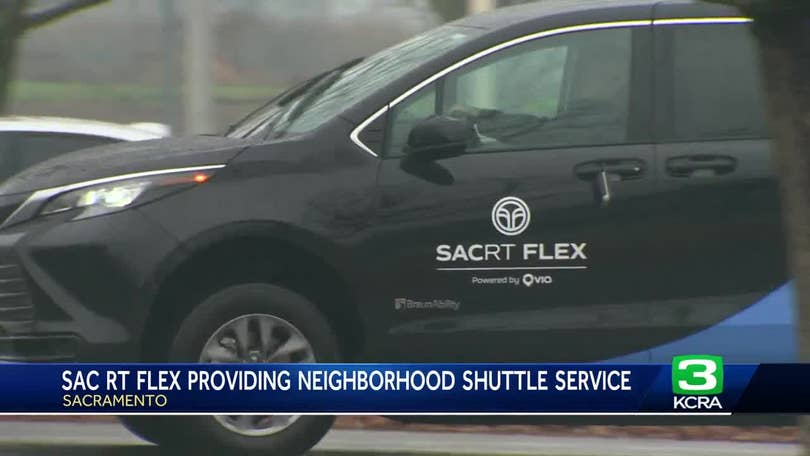 SACRT FLEX
Powered by VIA
BraunAbility
SAC RT FLEX PROVIDING NEIGHBORHOOD SHUTTLE SERVICE
SACRAMENTO
3
KCRA